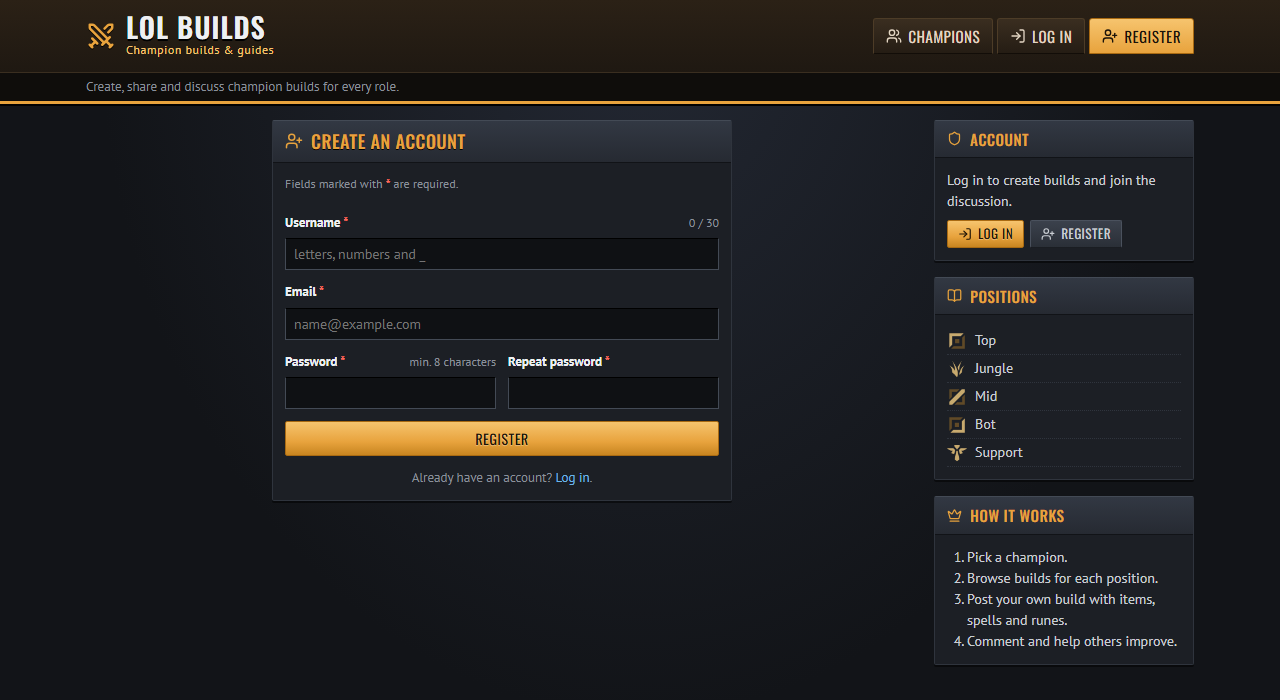 LOL BUILDS
Champion builds & guides
CHAMPIONS
LOG IN
REGISTER
Create, share and discuss champion builds for every role.
CREATE AN ACCOUNT
Fields marked with * are required.
Username * 0 / 30
letters, numbers and _
Email *
name@example.com
Password * min. 8 characters Repeat password *
REGISTER
Already have an account? Log in.
ACCOUNT
Log in to create builds and join the
discussion.
LOG IN REGISTER
POSITIONS
Top
Jungle
Mid
Bot
Support
HOW IT WORKS
1. Pick a champion.
2. Browse builds for each position.
3. Post your own build with items,
spells and runes.
4. Comment and help others improve.